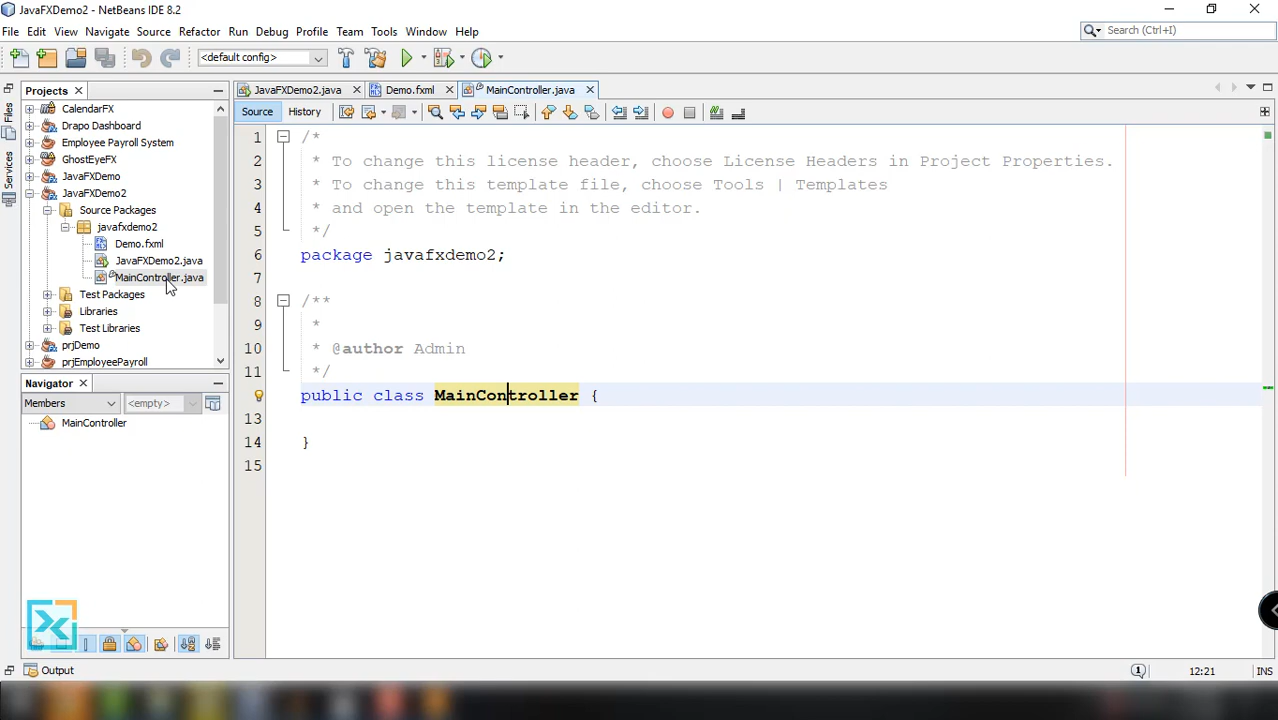 JavaFXDemo2 - NetBeans IDE 8.2
File Edit View Navigate Source Refactor Run Debug Profile Team Tools Window Help
Search (Ctrl+I)
<default config>
Projects
JavaFXDemo2.java
Demo.fxml
MainController.java
Source
History
Files
Services
CalendarFX
Drapo Dashboard
Employee Payroll System
GhostEyeFX
JavaFXDemo
JavaFXDemo2
Source Packages
javafxdemo2
Demo.fxml
JavaFXDemo2.java
MainController.java
Test Packages
Libraries
Test Libraries
prjDemo
prjEmployeePayroll
Navigator
Members
<empty>
MainController
1 /*
2 * To change this license header, choose License Headers in Project Properties.
3 * To change this template file, choose Tools | Templates
4 * and open the template in the editor.
5 */
6 package javafxdemo2;
7
8 /**
9 *
10 * @author Admin
11 */
public class MainController {
13
14 }
15
Output
1
12:21
INS